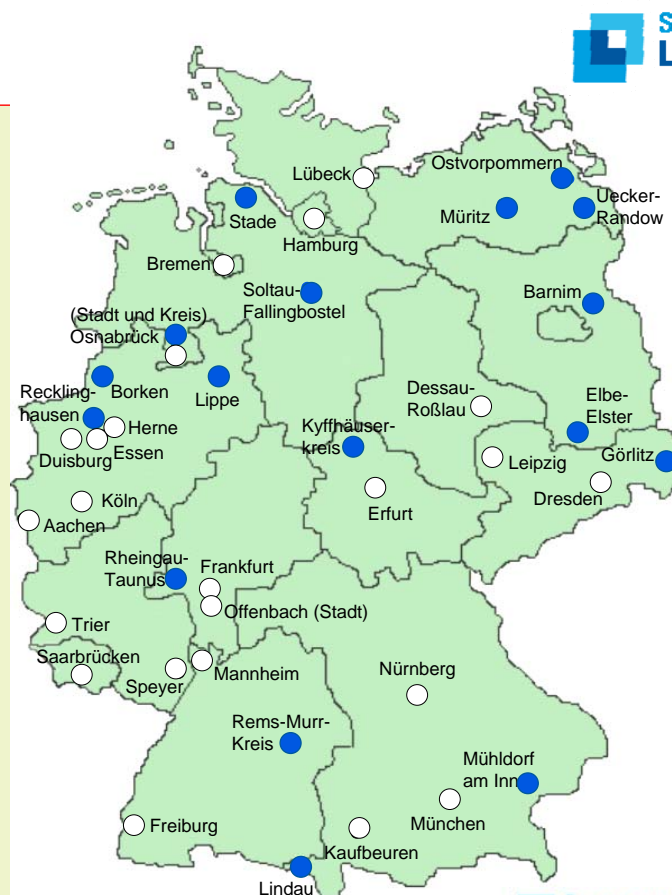 S
L
Lübeck
Ostvorpommern
Stade
Müritz
Uecker-
Randow
Hamburg
Bremen
Soltau-
Fallingbostel
Barnim
(Stadt und Kreis)
Osnabrück
Borken
Lippe
Reckling-
hausen
Herne
Duisburg
Essen
Dessau-
Roßlau
Elbe-
Elster
Kyffhäuser-
kreis
Leipzig
Görlitz
Dresden
Köln
Erfurt
Aachen
Rheingau-
Taunus
Frankfurt
Offenbach (Stadt)
Trier
Saarbrücken
Speyer
Mannheim
Nürnberg
Rems-Murr-
Kreis
Mühldorf
am Inn
München
Freiburg
Kaufbeuren
Lindau